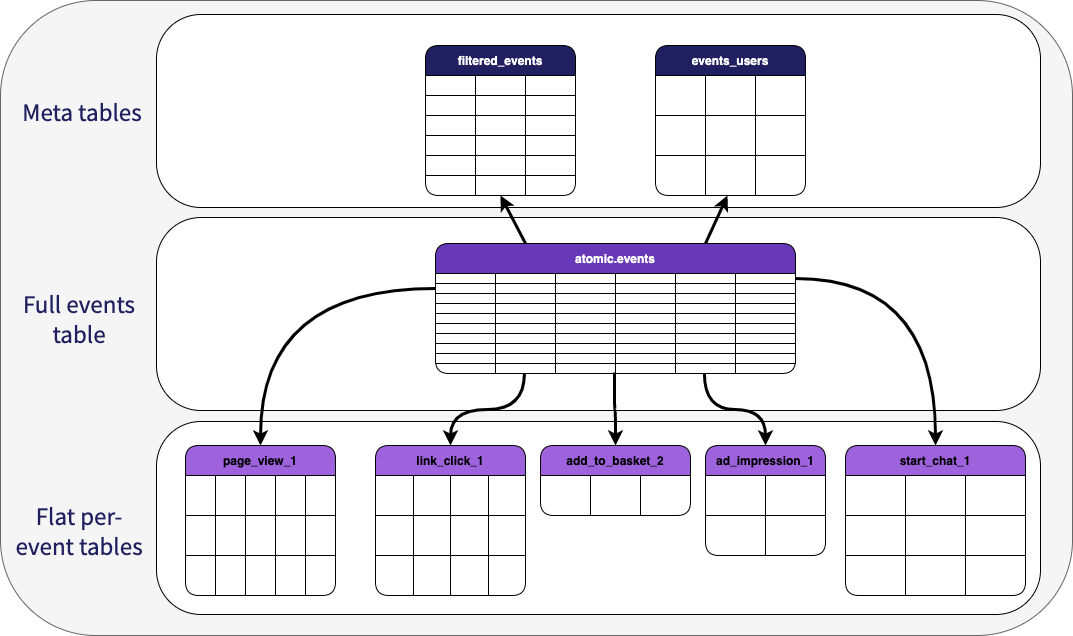 Meta tables
filtered_events
events_users
Full events
table
atomic.events
Flat per-
event tables
page_view_1
link_click_1
add_to_basket_2
ad_impression_1
start_chat_1